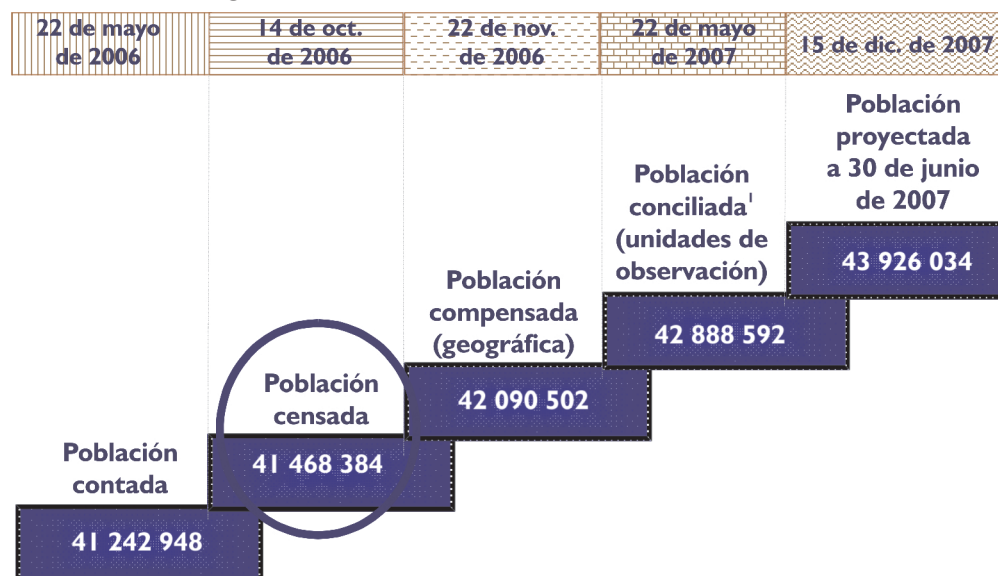 22 de mayo
de 2006
14 de oct.
de 2006
22 de nov.
de 2006
22 de mayo
de 2007
15 de dic. de 2007
Población
proyectada
a 30 de junio
de 2007
43 926 034
Población
conciliada¹
(unidades de
observación)
42 888 592
Población
compensada
(geográfica)
42 090 502
Población
censada
41 468 384
Población
contada
41 242 948